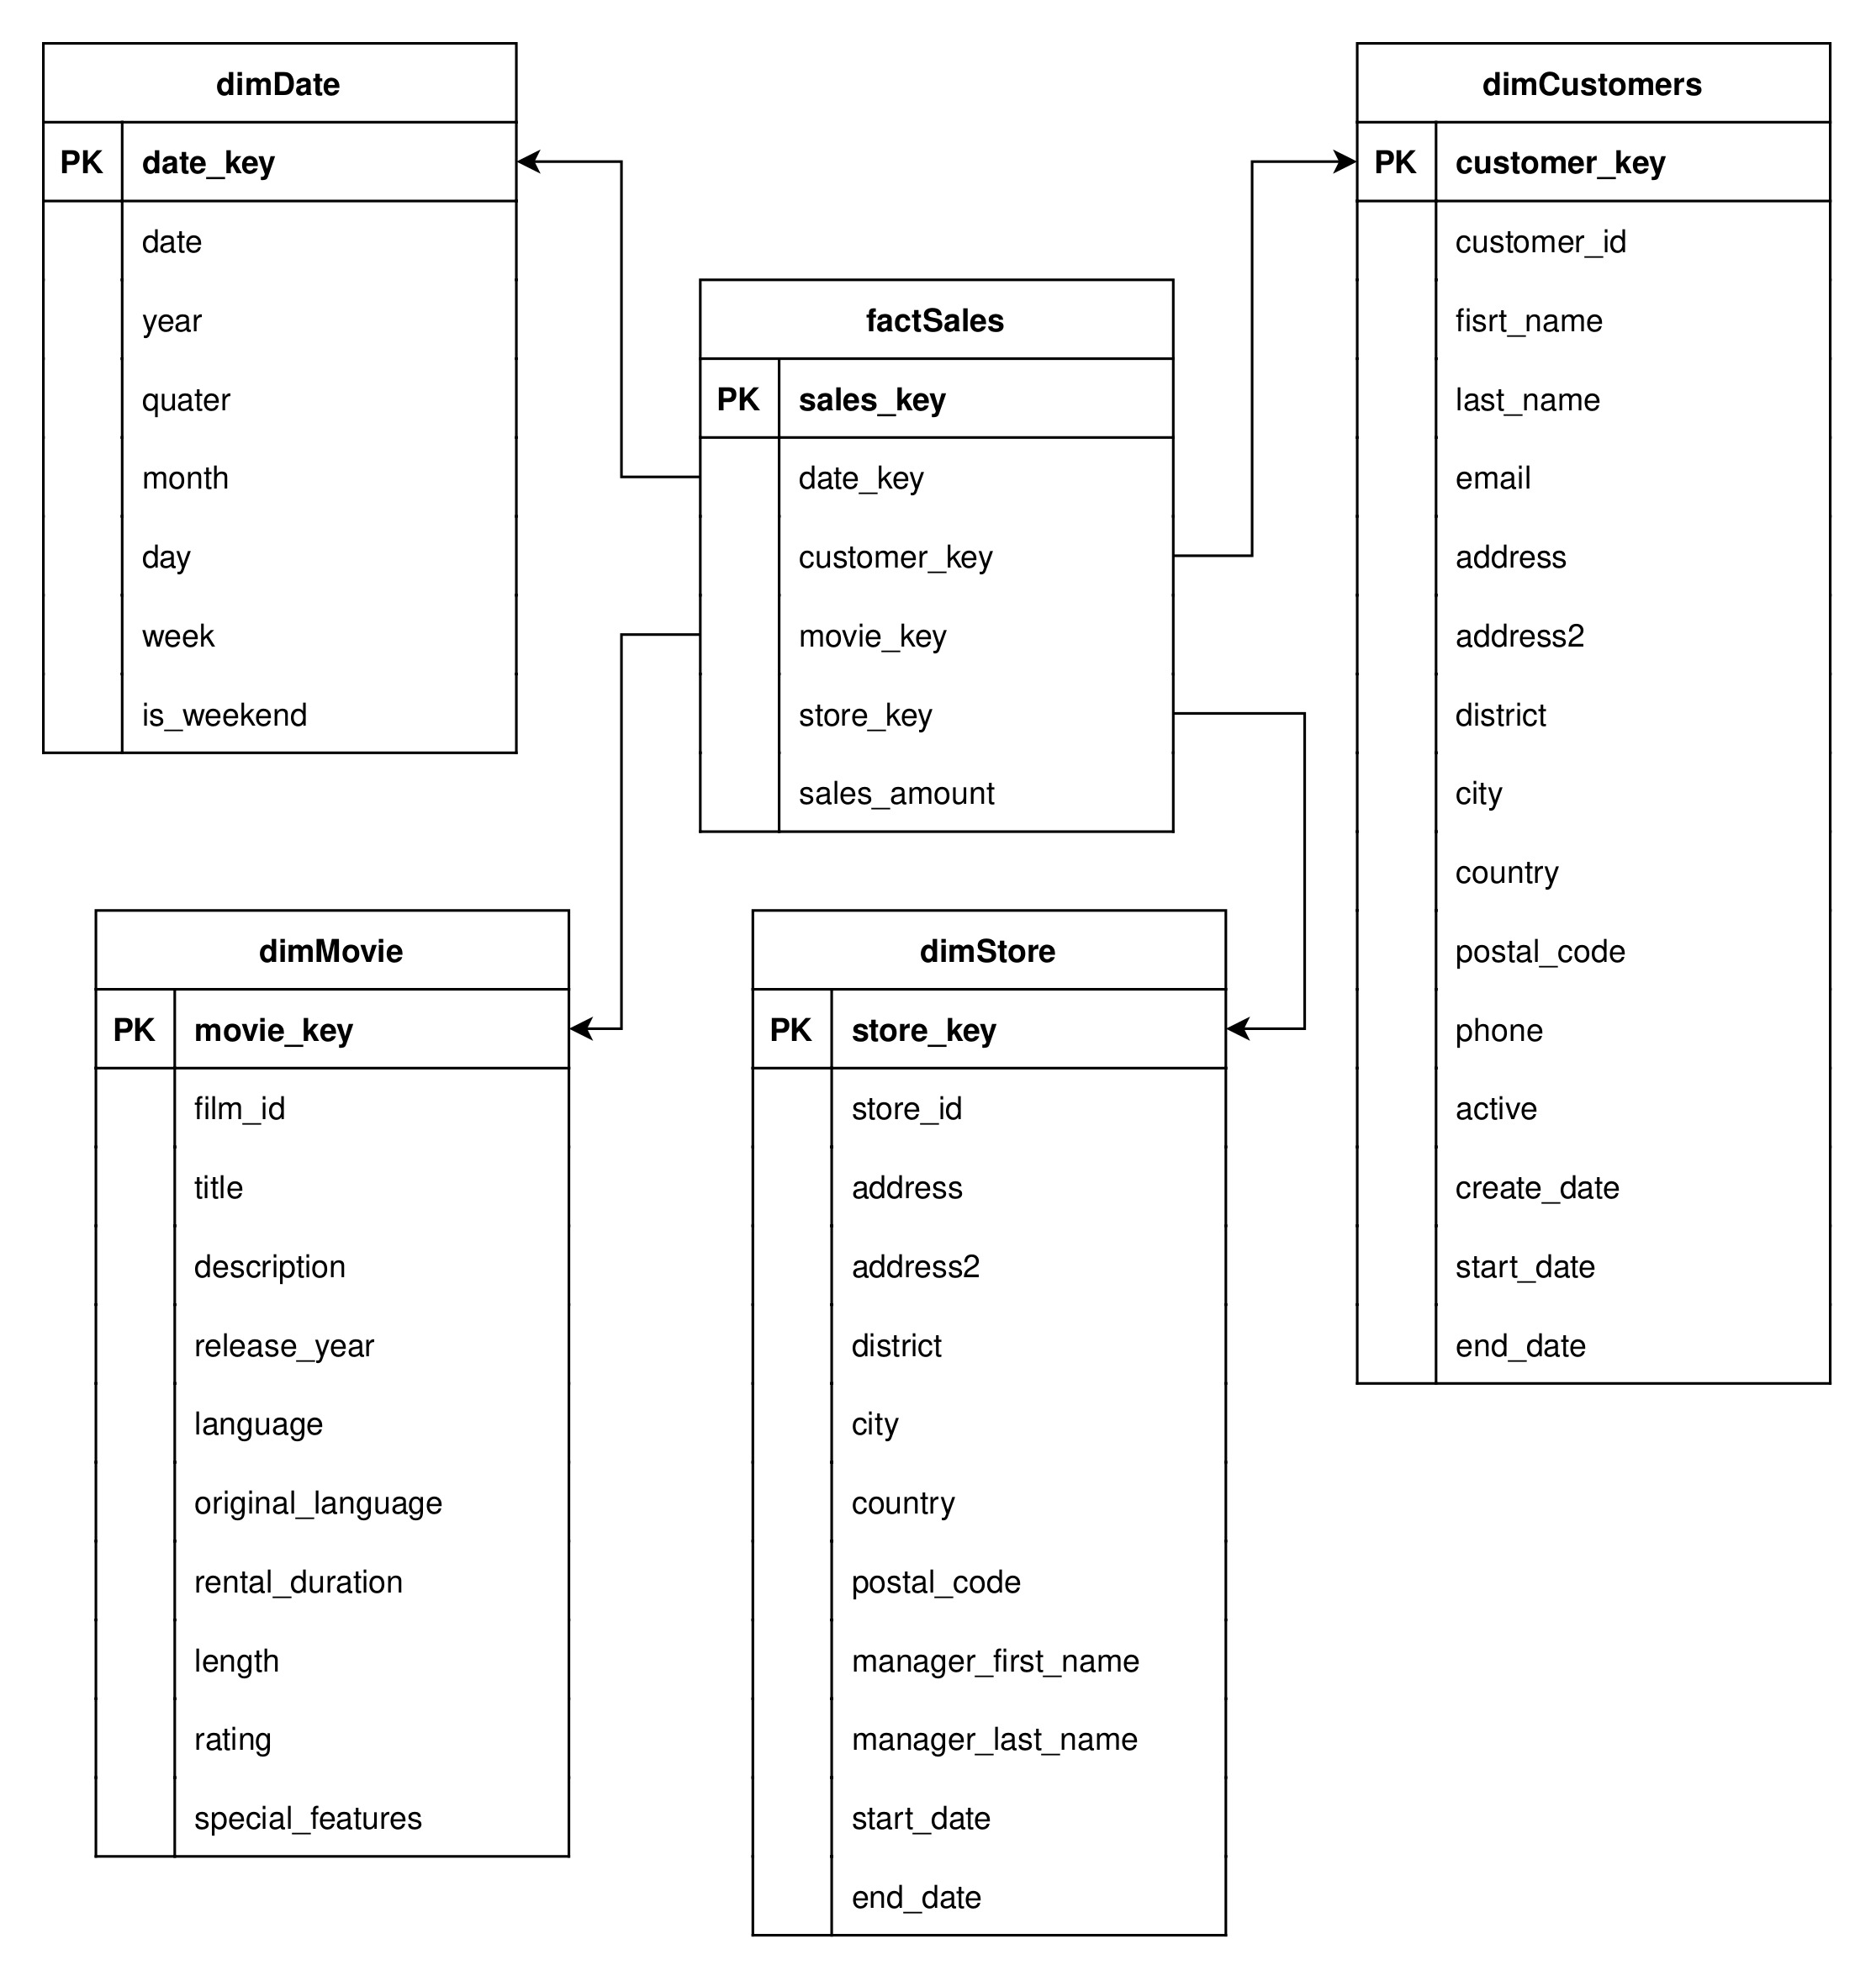 dimDate
PK date_key
date
year
quater
month
day
week
is_weekend
factSales
PK sales_key
date_key
customer_key
movie_key
store_key
sales_amount
dimCustomers
PK customer_key
customer_id
fisrt_name
last_name
email
address
address2
district
city
country
postal_code
phone
active
create_date
start_date
end_date
dimMovie
PK movie_key
film_id
title
description
release_year
language
original_language
rental_duration
length
rating
special_features
dimStore
PK store_key
store_id
address
address2
district
city
country
postal_code
manager_first_name
manager_last_name
start_date
end_date